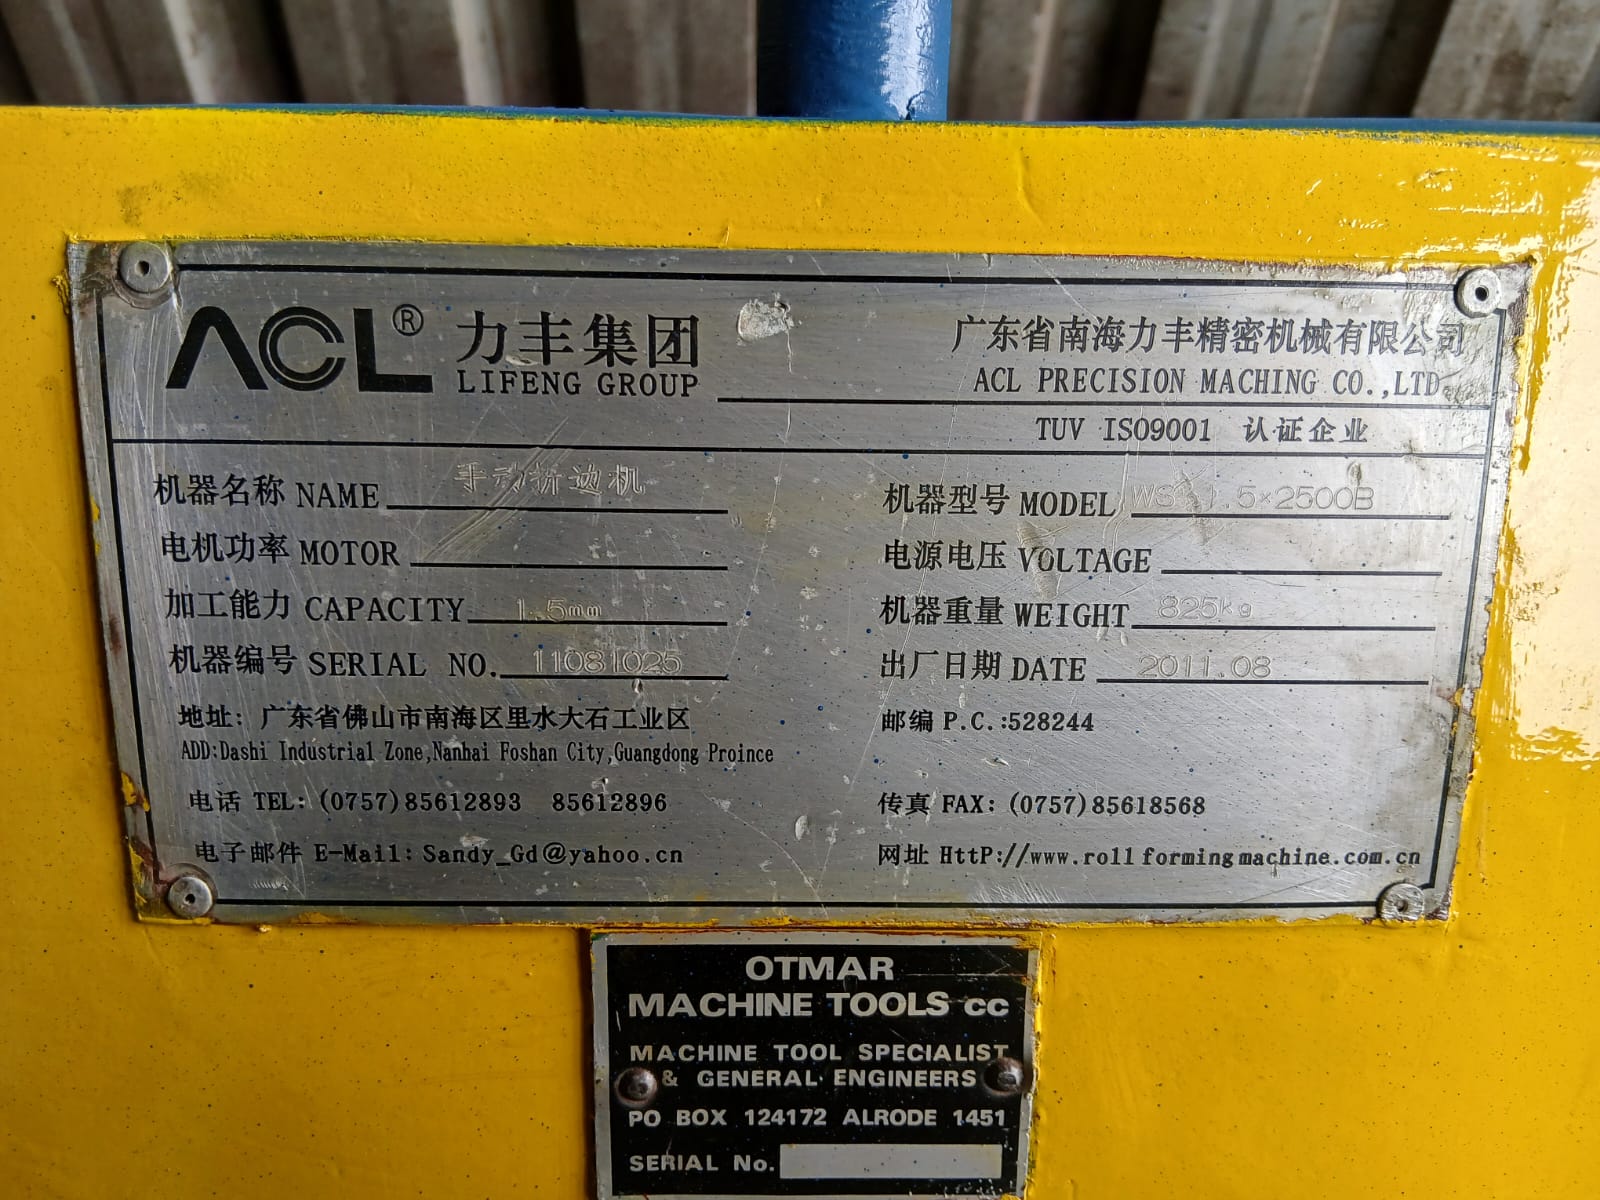 ACL® 力丰集团
LIFENG GROUP
广东省南海力丰精密机械有限公司
ACL PRECISION MACHING CO.,LTD
TUV ISO9001 认证企业
机器名称 NAME 手动折边机
机器型号 MODEL WS 1.5×2500B
电机功率 MOTOR
电源电压 VOLTAGE
加工能力 CAPACITY 1.5mm
机器重量 WEIGHT 825kg
机器编号 SERIAL NO. 11081025
出厂日期 DATE 2011.08
地址: 广东省佛山市南海区里水大石工业区
邮编 P.C.:528244
ADD:Dashi Industrial Zone,Nanhai Foshan City,Guangdong Proince
电话 TEL: (0757)85612893 85612896
传真 FAX: (0757)85618568
电子邮件 E-Mail: Sandy_Gd@yahoo.cn
网址 HttP://www.rollformingmachine.com.cn
OTMAR
MACHINE TOOLS cc
MACHINE TOOL SPECIALIST
& GENERAL ENGINEERS
PO BOX 124172 ALRODE 1451
SERIAL No.